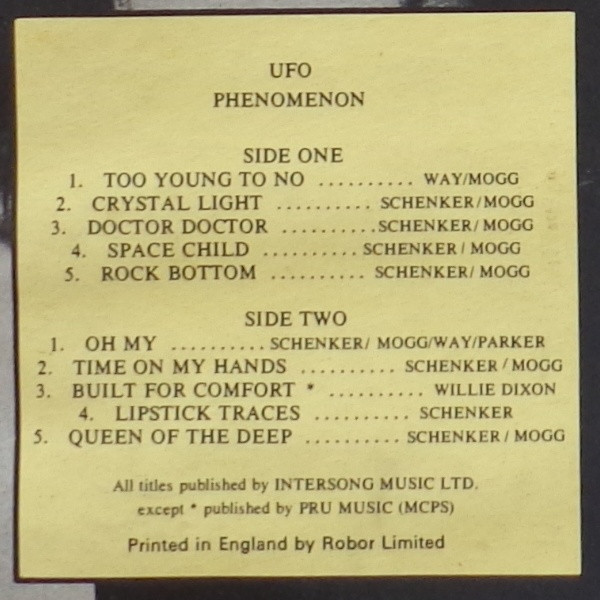 UFO
PHENOMENON
SIDE ONE
1. TOO YOUNG TO NO .......... WAY/MOGG
2. CRYSTAL LIGHT .......... SCHENKER/MOGG
3. DOCTOR DOCTOR ..........SCHENKER/MOGG
4. SPACE CHILD .......... SCHENKER/ MOGG
5. ROCK BOTTOM .......... SCHENKER/ MOGG
SIDE TWO
1. OH MY .......... SCHENKER/ MOGG/WAY/PARKER
2. TIME ON MY HANDS .......... SCHENKER / MOGG
3. BUILT FOR COMFORT * .......... WILLIE DIXON
4. LIPSTICK TRACES .......... SCHENKER
5. QUEEN OF THE DEEP .......... SCHENKER / MOGG
All titles published by INTERSONG MUSIC LTD.
except * published by PRU MUSIC (MCPS)
Printed in England by Robor Limited